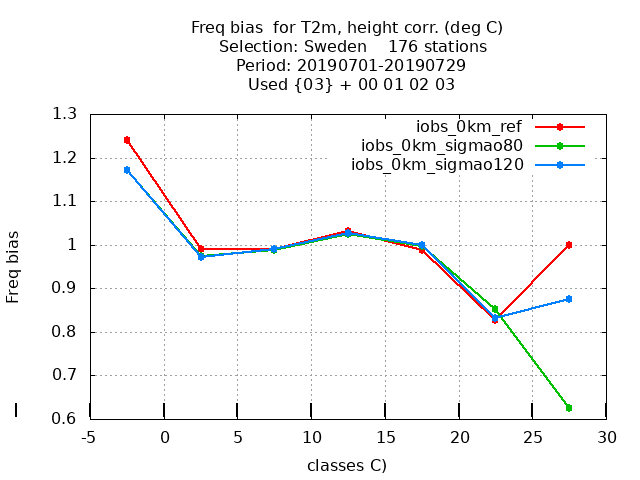 Freq bias  for T2m, height corr. (deg C)
Selection: Sweden    176 stations
Period: 20190701-20190729
Used {03} + 00 01 02 03
iobs_0km_ref
iobs_0km_sigmao80
iobs_0km_sigmao120
1.3
1.2
1.1
1
0.9
0.8
0.7
0.6
Freq bias
-5
0
5
10
15
20
25
30
classes C)